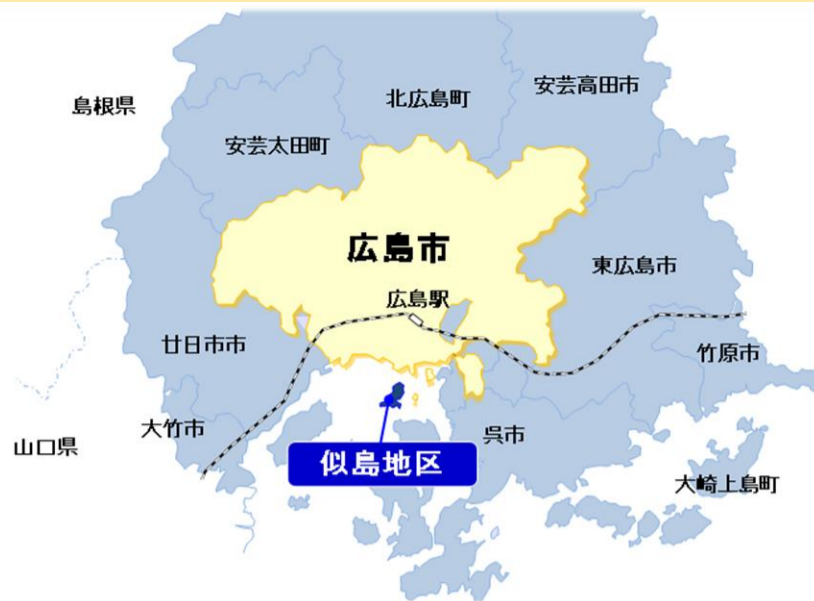 安芸高田市
北広島町
島根県
安芸太田町
広島市
東広島市
広島駅
廿日市市
竹原市
大竹市
呉市
山口県
似島地区
大崎上島町